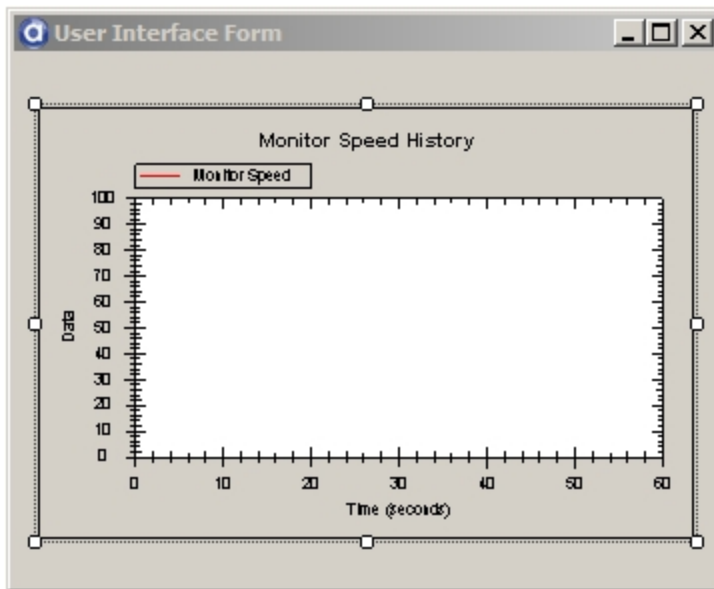 User Interface Form
Monitor Speed History
Monitor Speed
100
90
80
70
60
50
40
30
20
10
0
Data
0 10 20 30 40 50 60
Time (seconds)